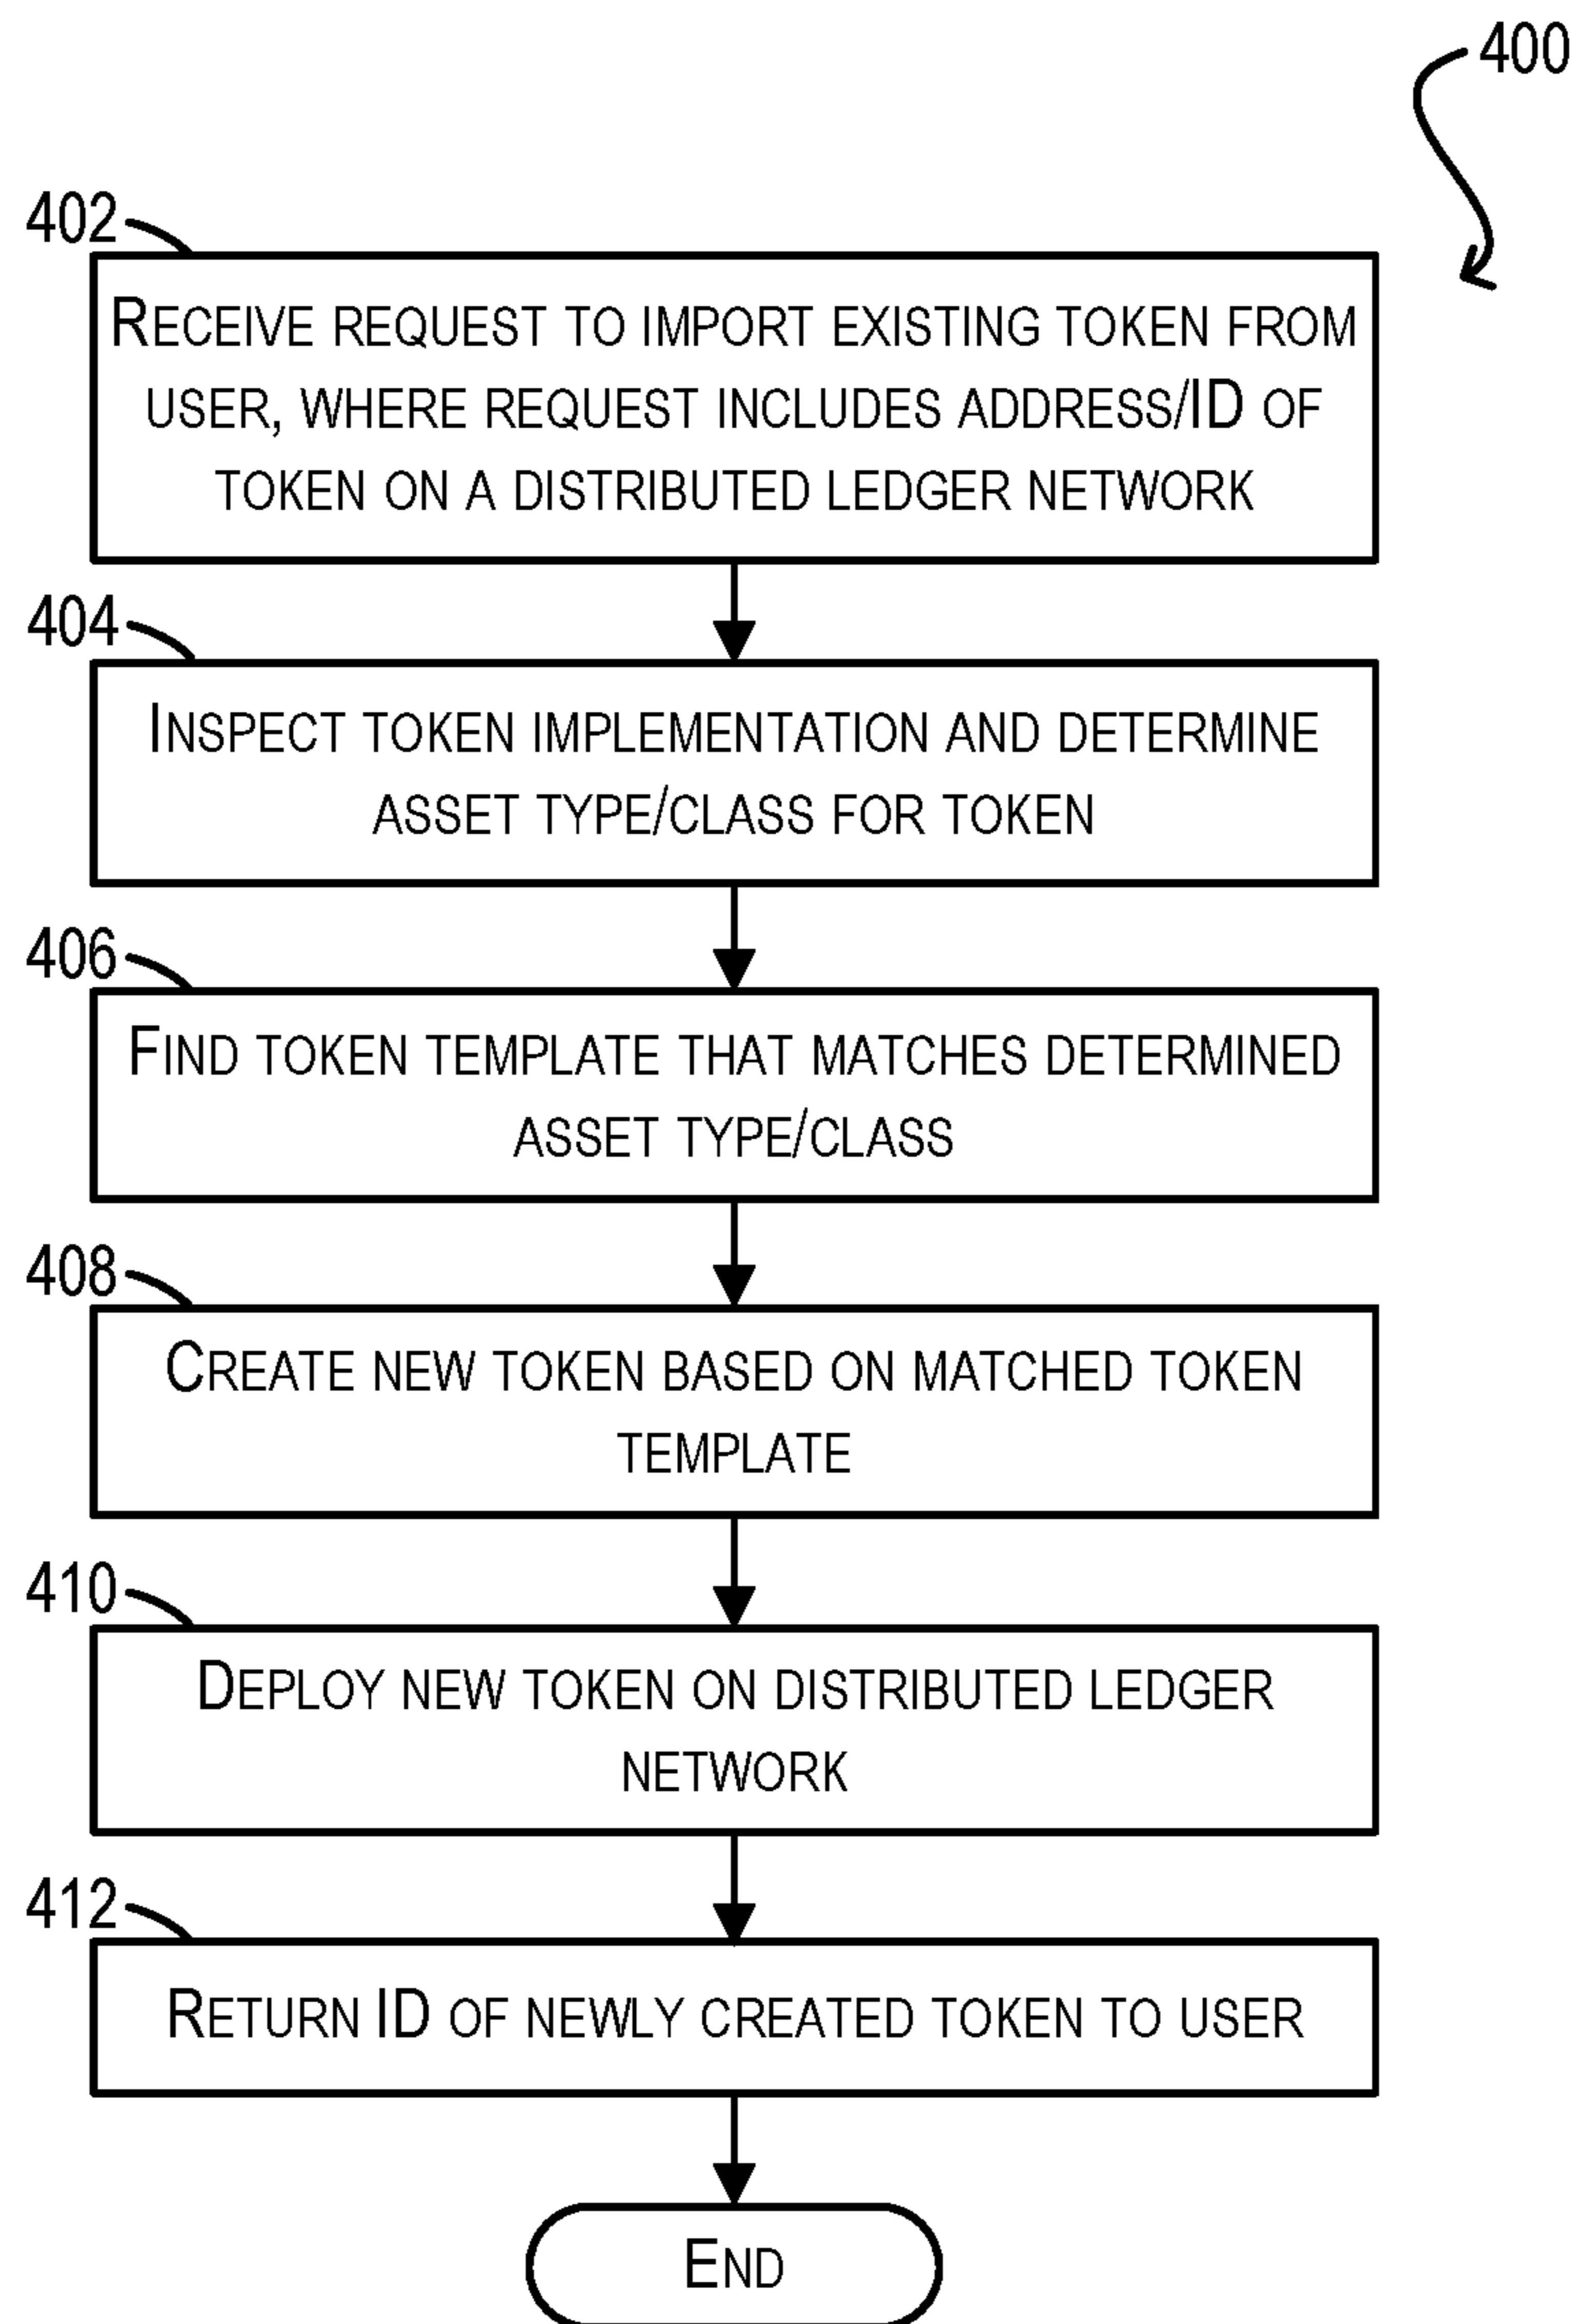 400
402
RECEIVE REQUEST TO IMPORT EXISTING TOKEN FROM
USER, WHERE REQUEST INCLUDES ADDRESS/ID OF
TOKEN ON A DISTRIBUTED LEDGER NETWORK
404
INSPECT TOKEN IMPLEMENTATION AND DETERMINE
ASSET TYPE/CLASS FOR TOKEN
406
FIND TOKEN TEMPLATE THAT MATCHES DETERMINED
ASSET TYPE/CLASS
408
CREATE NEW TOKEN BASED ON MATCHED TOKEN
TEMPLATE
410
DEPLOY NEW TOKEN ON DISTRIBUTED LEDGER
NETWORK
412
RETURN ID OF NEWLY CREATED TOKEN TO USER
END